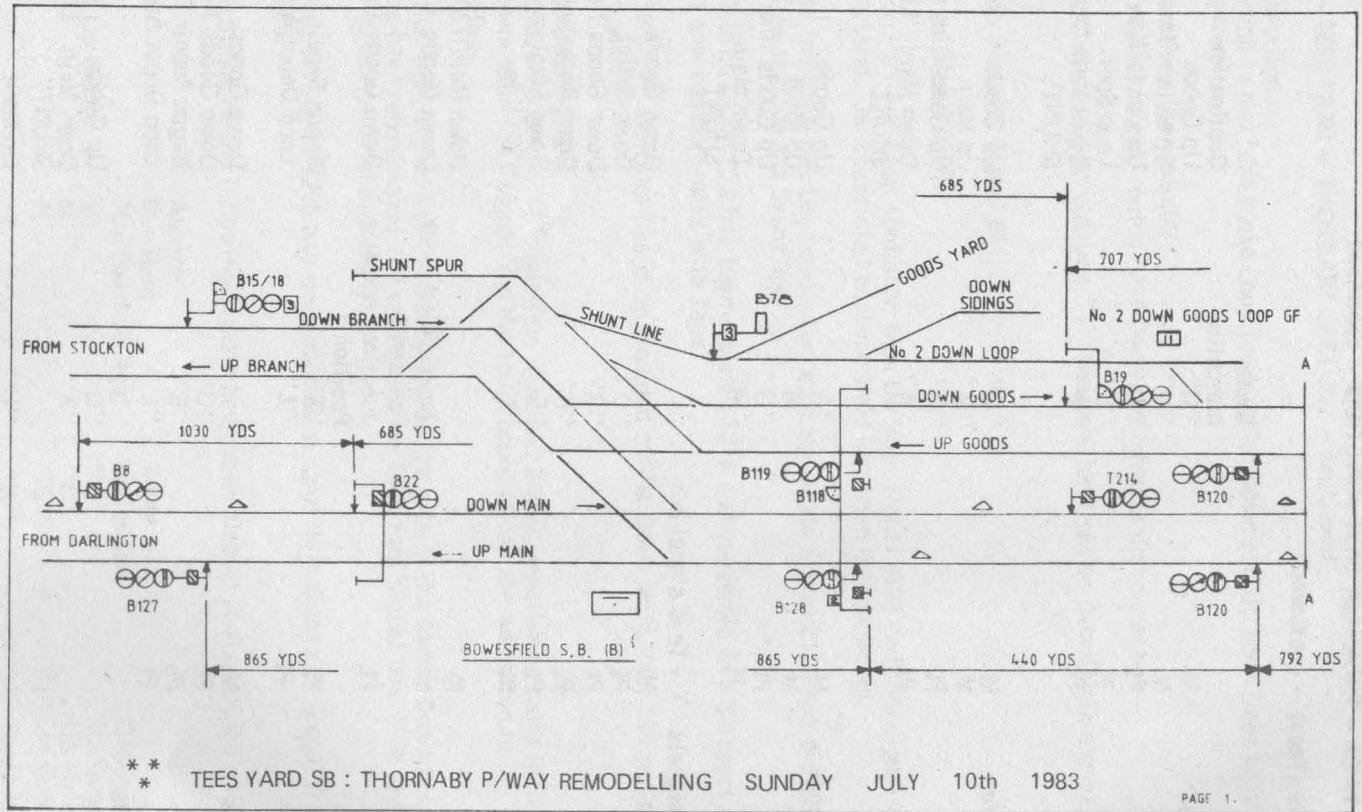 685 YDS
707 YDS
SHUNT SPUR
GOODS YARD
B15/18
3
B78
3
DOWN SIDINGS
No 2 DOWN GOODS LOOP GF
DOWN BRANCH
SHUNT LINE
FROM STOCKTON
No 2 DOWN LOOP
A
UP BRANCH
B19
DOWN GOODS
1030 YDS
685 YDS
UP GOODS
B8
B22
B119
B118
T214
B120
DOWN MAIN
FROM DARLINGTON
UP MAIN
B127
B128
B120
A
865 YDS
BOWESFIELD S.B. (B)
865 YDS
440 YDS
792 YDS
*** TEES YARD SB : THORNABY P/WAY REMODELLING SUNDAY JULY 10th 1983
PAGE 1.